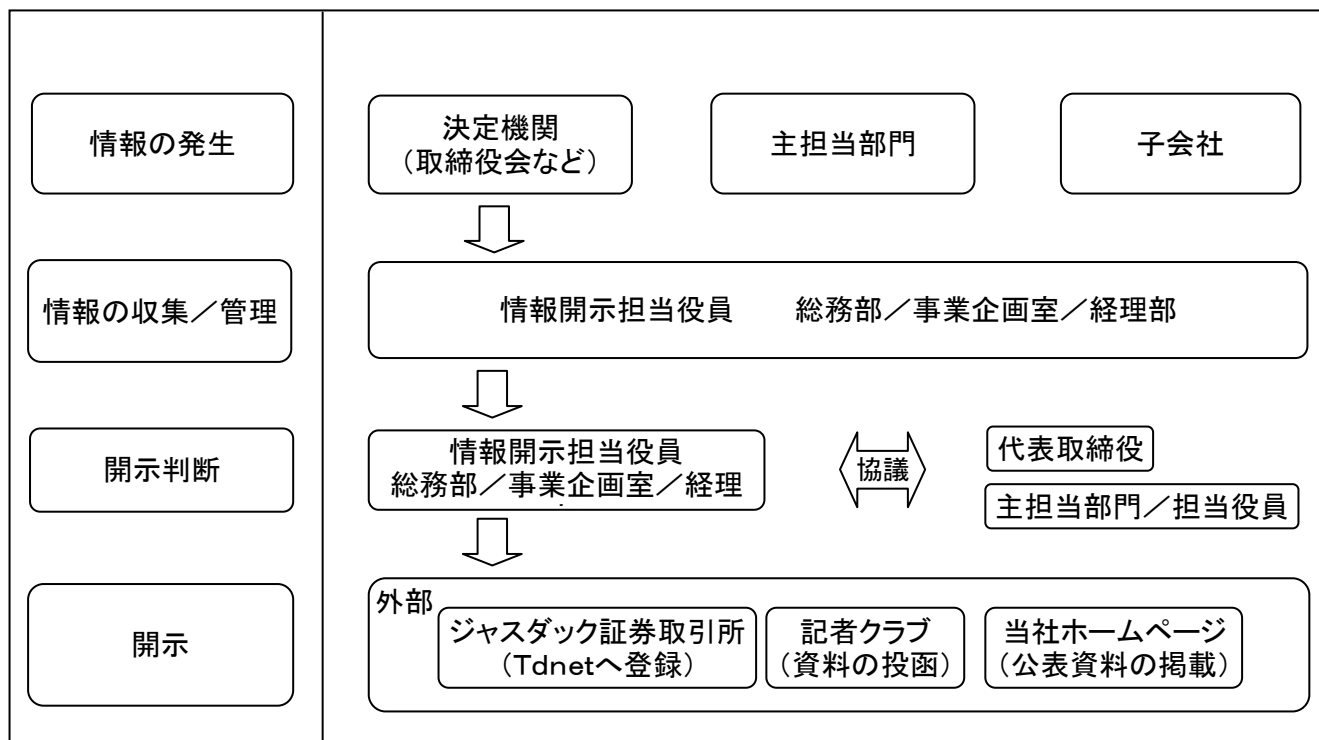 情報の発生
決定機関
（取締役会など）
主担当部門
子会社
情報の収集／管理
情報開示担当役員　　総務部／事業企画室／経理部
開示判断
情報開示担当役員
総務部／事業企画室／経理
協議
代表取締役
主担当部門／担当役員
開示
外部
ジャスダック証券取引所
（Tdnetへ登録）
記者クラブ
（資料の投函）
当社ホームページ
（公表資料の掲載）